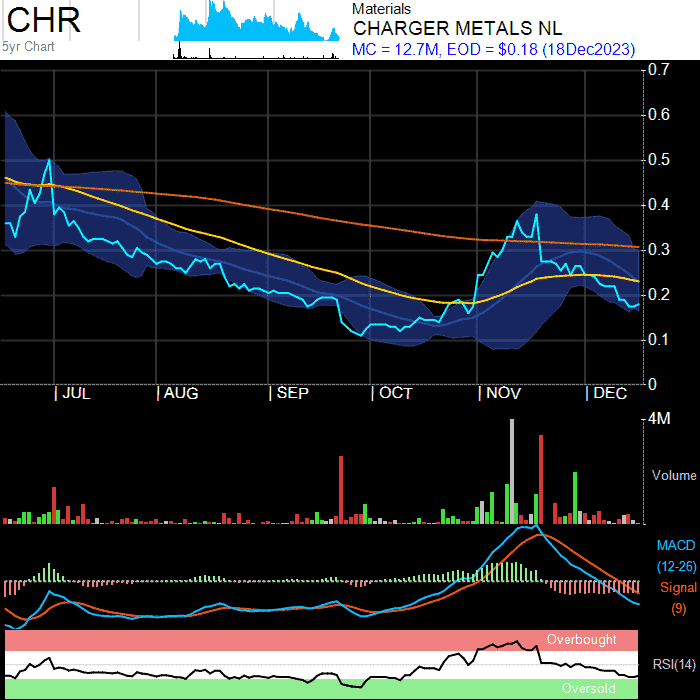 CHR
5yr Chart
Materials
CHARGER METALS NL
MC = 12.7M, EOD = $0.18 (18Dec2023)
0.7
0.6
0.5
0.4
0.3
0.2
0.1
0
| JUL | AUG | SEP | OCT | NOV | DEC
4M
Volume
MACD
(12-26)
Signal
(9)
Overbought
RSI(14)
Oversold